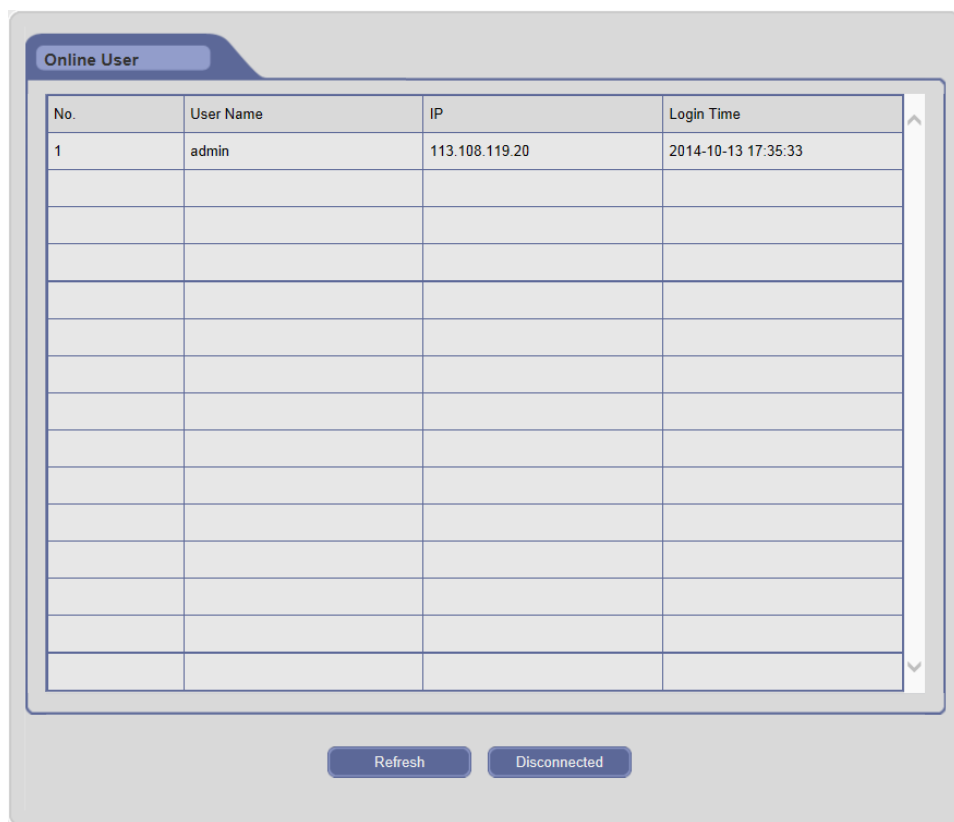 Online User
No. User Name IP Login Time
1 admin 113.108.119.20 2014-10-13 17:35:33
Refresh Disconnected